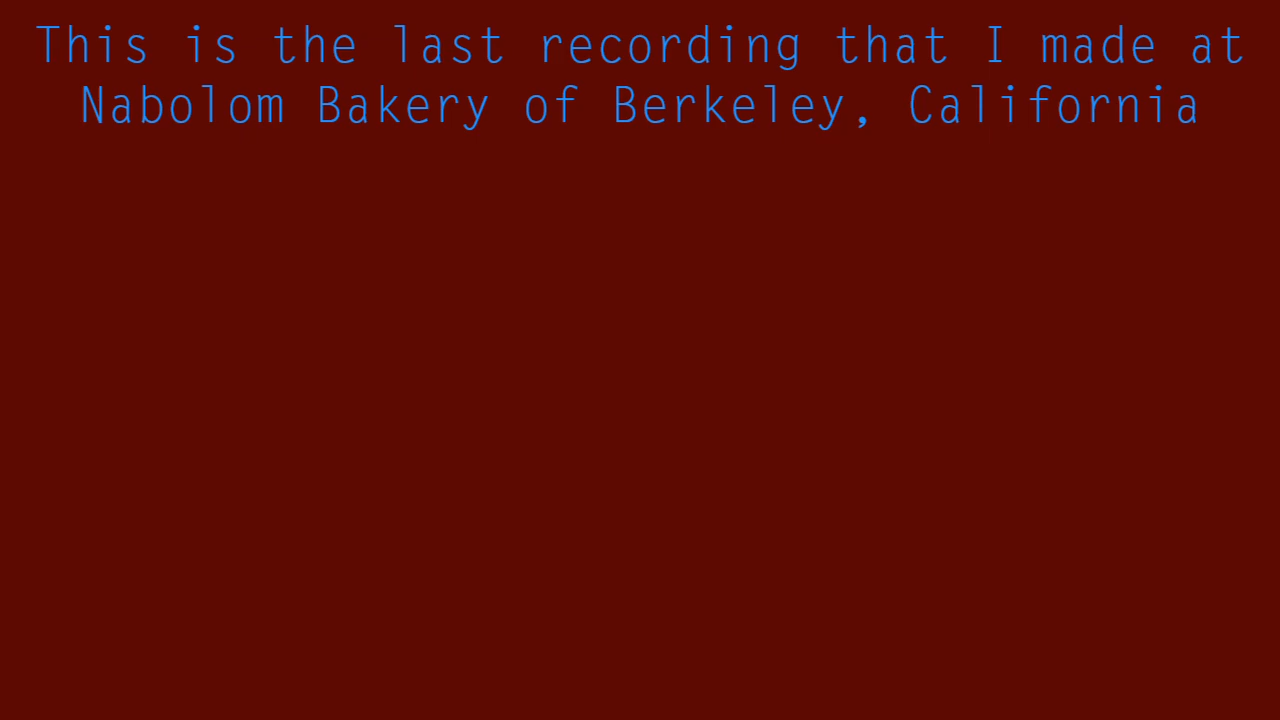 This is the last recording that I made at
Nabolom Bakery of Berkeley, California